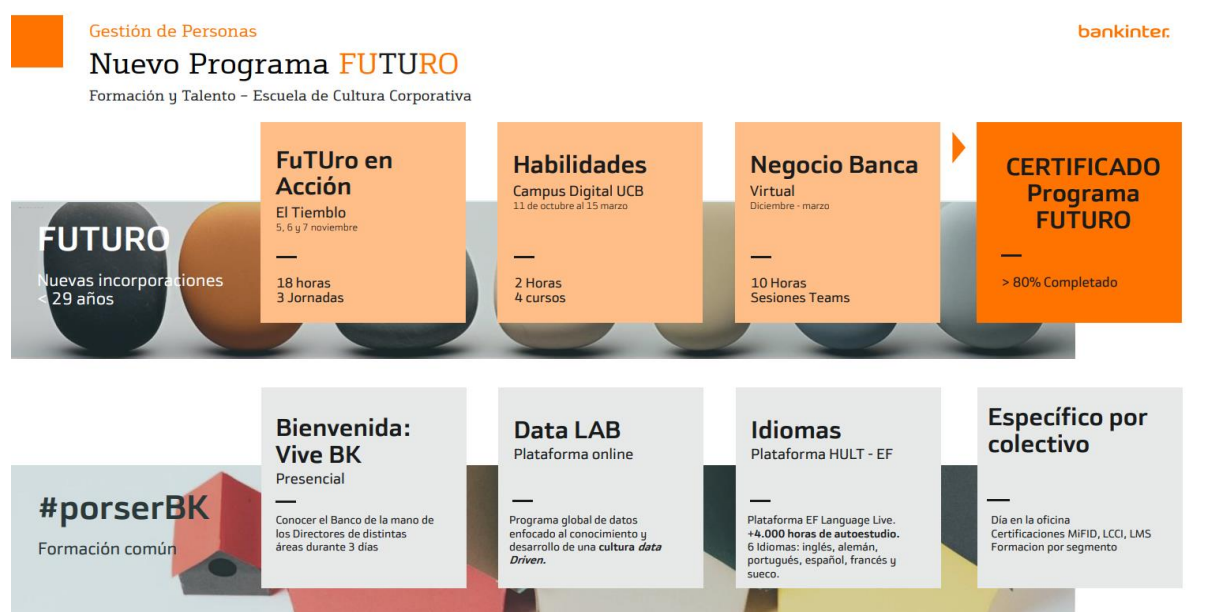 Gestión de Personas
bankinter.
Nuevo Programa FUTURO
Formación y Talento – Escuela de Cultura Corporativa
FUTURO
Nuevas incorporaciones
< 29 años
FuTUro en
Acción
El Tiemblo
5, 6 y 7 noviembre
18 horas
3 Jornadas
Habilidades
Campus Digital UCB
11 de octubre al 15 marzo
2 Horas
4 cursos
Negocio Banca
Virtual
Diciembre - marzo
10 Horas
Sesiones Teams
CERTIFICADO
Programa
FUTURO
> 80% Completado
#porserBK
Formación común
Bienvenida:
Vive BK
Presencial
Conocer el Banco de la mano de
los Directores de distintas
áreas durante 3 días
Data LAB
Plataforma online
Programa global de datos
enfocado al conocimiento y
desarrollo de una cultura data
Driven.
Idiomas
Plataforma HULT - EF
Plataforma EF Language Live.
+4.000 horas de autoestudio.
6 Idiomas: inglés, alemán,
portugués, español, francés y
sueco.
Específico por
colectivo
Día en la oficina
Certificaciones MiFID, LCCI, LMS
Formacion por segmento